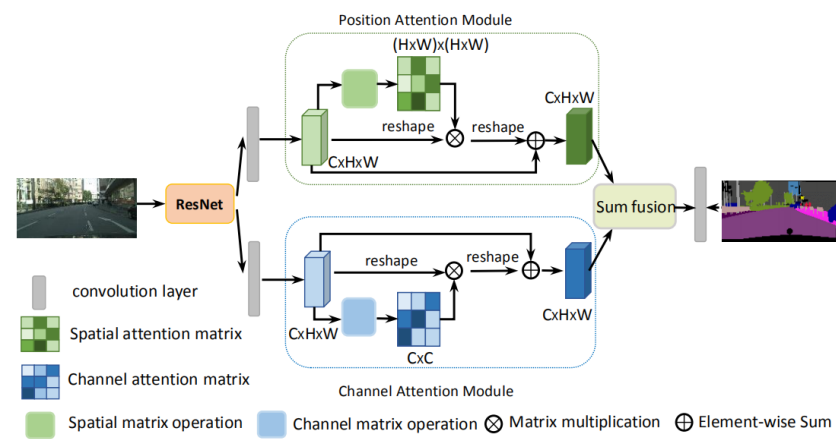 Position Attention Module
(HxW)x(HxW)
CxHxW
reshape
reshape
CxHxW
ResNet
Sum fusion
reshape
reshape
CxHxW
CxHxW
CxC
convolution layer
Spatial attention matrix
Channel attention matrix
Channel Attention Module
Spatial matrix operation
Channel matrix operation
Matrix multiplication
Element-wise Sum